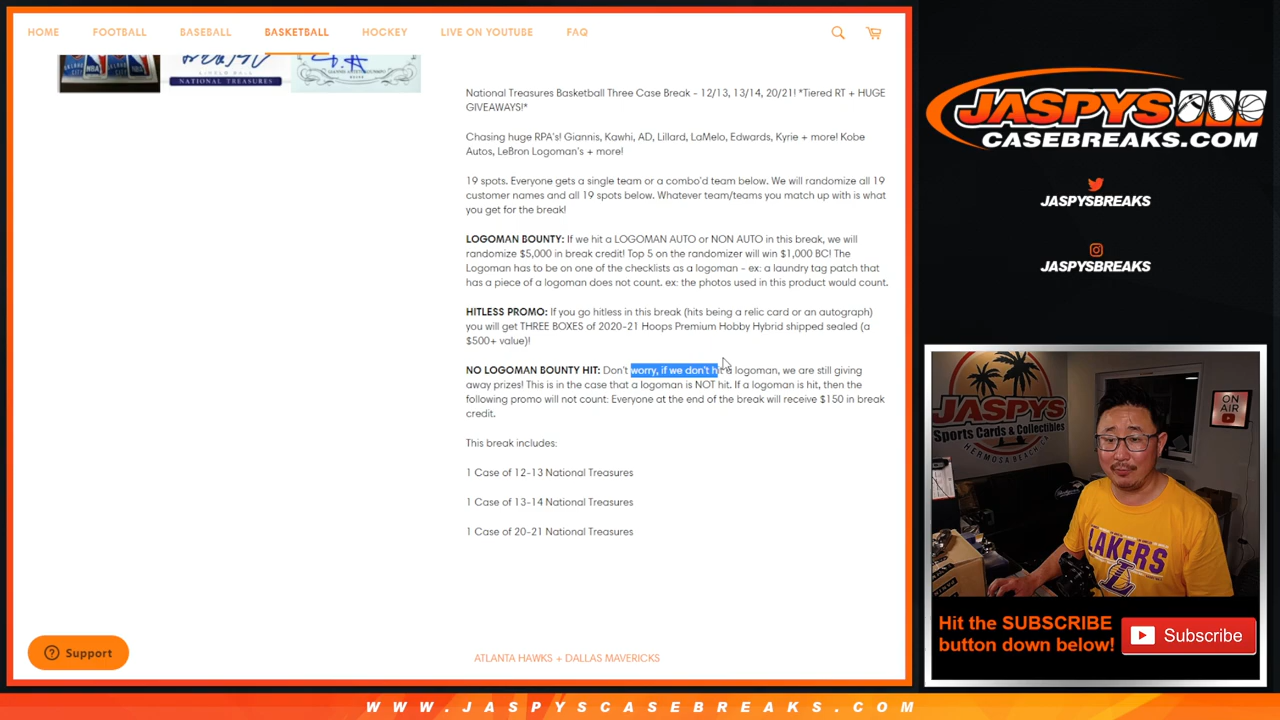 HOME FOOTBALL BASEBALL BASKETBALL HOCKEY LIVE ON YOUTUBE FAQ
NATIONAL TREASURES
National Treasures Basketball Three Case Break - 12/13, 13/14, 20/21! *Tiered RT + HUGE
GIVEAWAYS!*
Chasing huge RPA's! Giannis, Kawhi, AD, Lillard, LaMelo, Edwards, Kyrie + more! Kobe
Autos, LeBron Logoman's + more!
19 spots. Everyone gets a single team or a combo'd team below. We will randomize all 19
customer names and all 19 spots below. Whatever team/teams you match up with is what
you get for the break!
LOGOMAN BOUNTY: If we hit a LOGOMAN AUTO or NON AUTO in this break, we will
randomize $5,000 in break credit! Top 5 on the randomizer will win $1,000 BC! The
Logoman has to be on one of the checklists as a logoman - ex: a laundry tag patch that
has a piece of a logoman does not count. ex: the photos used in this product would count.
HITLESS PROMO: If you go hitless in this break (hits being a relic card or an autograph)
you will get THREE BOXES of 2020-21 Hoops Premium Hobby Hybrid shipped sealed (a
$500+ value)!
NO LOGOMAN BOUNTY HIT: Don't worry, if we don't hit a logoman, we are still giving
away prizes! This is in the case that a logoman is NOT hit. If a logoman is hit, then the
following promo will not count: Everyone at the end of the break will receive $150 in break
credit.
This break includes:
1 Case of 12-13 National Treasures
1 Case of 13-14 National Treasures
1 Case of 20-21 National Treasures
Support
ATLANTA HAWKS + DALLAS MAVERICKS
JASPYS
CASEBREAKS.COM
JASPYSBREAKS
JASPYSBREAKS
JASPYS
Sports Cards & Collectibles
HERMOSA BEACH, CA
ON
AIR
LAKERS
Hit the SUBSCRIBE
button down below!
Subscribe
WWW.JASPYSCASEBREAKS.COM